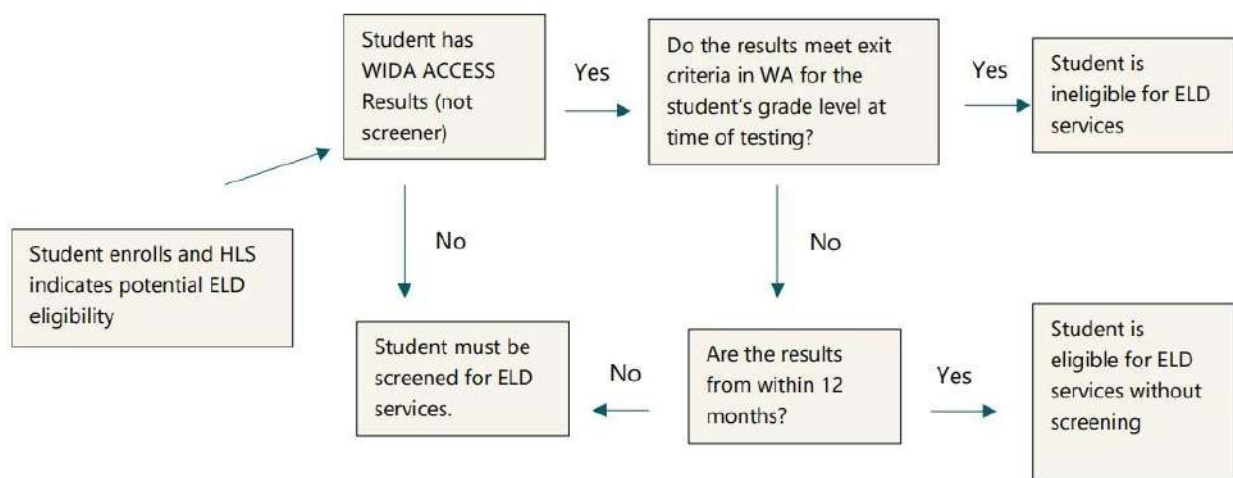 Student has
WIDA ACCESS
Results (not
screener)
Yes
Do the results meet exit
criteria in WA for the
student's grade level at
time of testing?
Yes
Student is
ineligible for ELD
services
No
No
Student enrolls and HLS
indicates potential ELD
eligibility
Student must be
screened for ELD
services.
No
Are the results
from within 12
months?
Yes
Student is
eligible for ELD
services without
screening